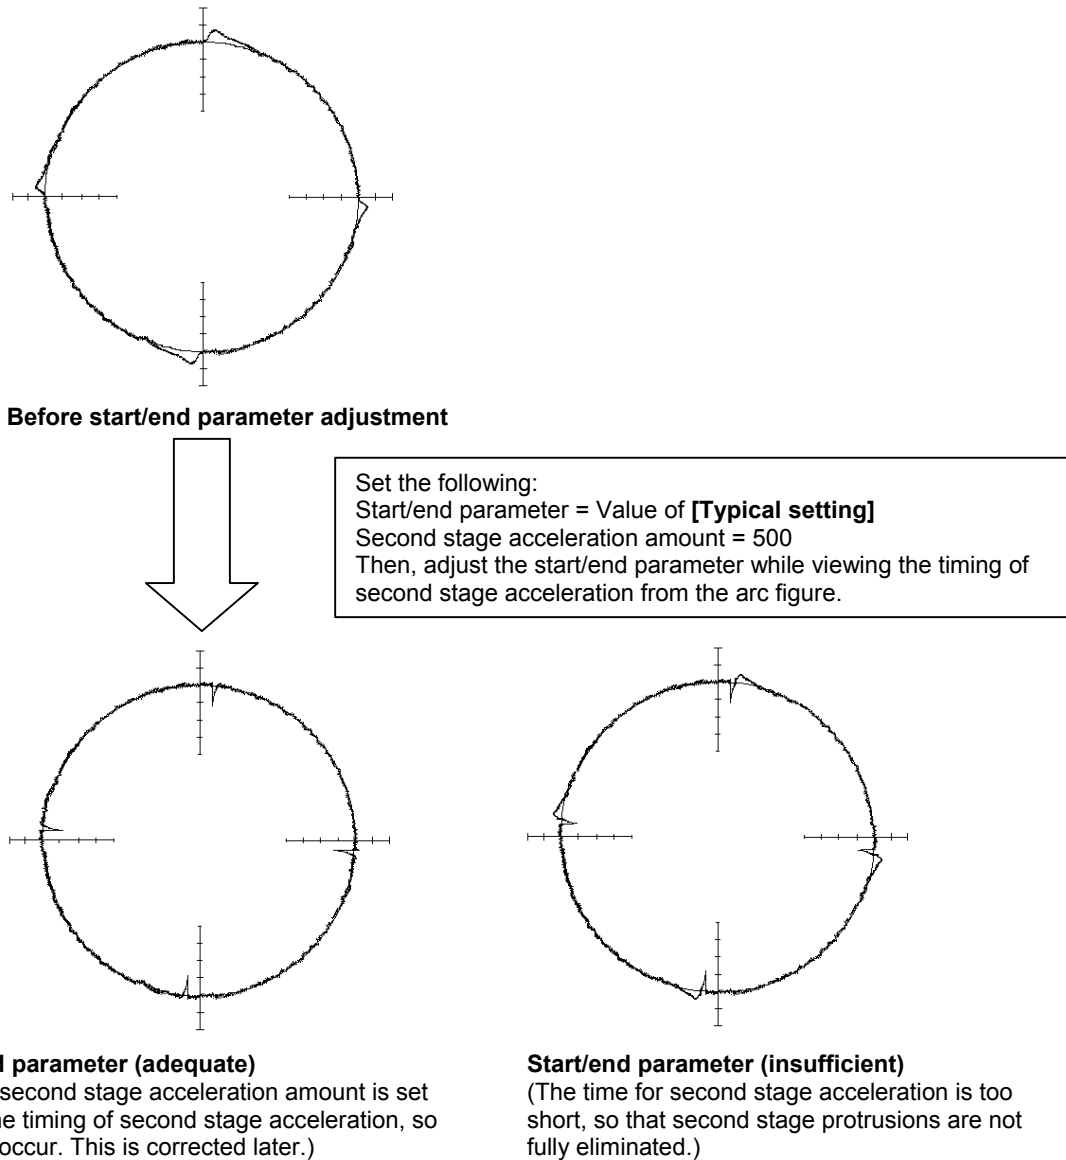 Before start/end parameter adjustment
Set the following:
Start/end parameter = Value of [Typical setting]
Second stage acceleration amount = 500
Then, adjust the start/end parameter while viewing the timing of
second stage acceleration from the arc figure.
parameter (adequate)
second stage acceleration amount is set
timing of second stage acceleration, so
occur. This is corrected later.)
Start/end parameter (insufficient)
(The time for second stage acceleration is too
short, so that second stage protrusions are not
fully eliminated.)